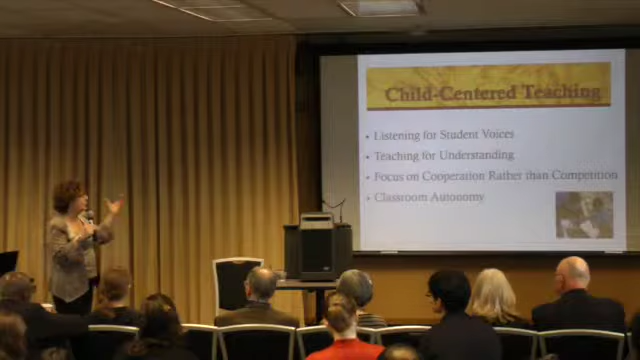 Child-Centered Teaching
• Listening for Student Voices
• Teaching for Understanding
• Focus on Cooperation Rather than Competition
• Classroom Autonomy